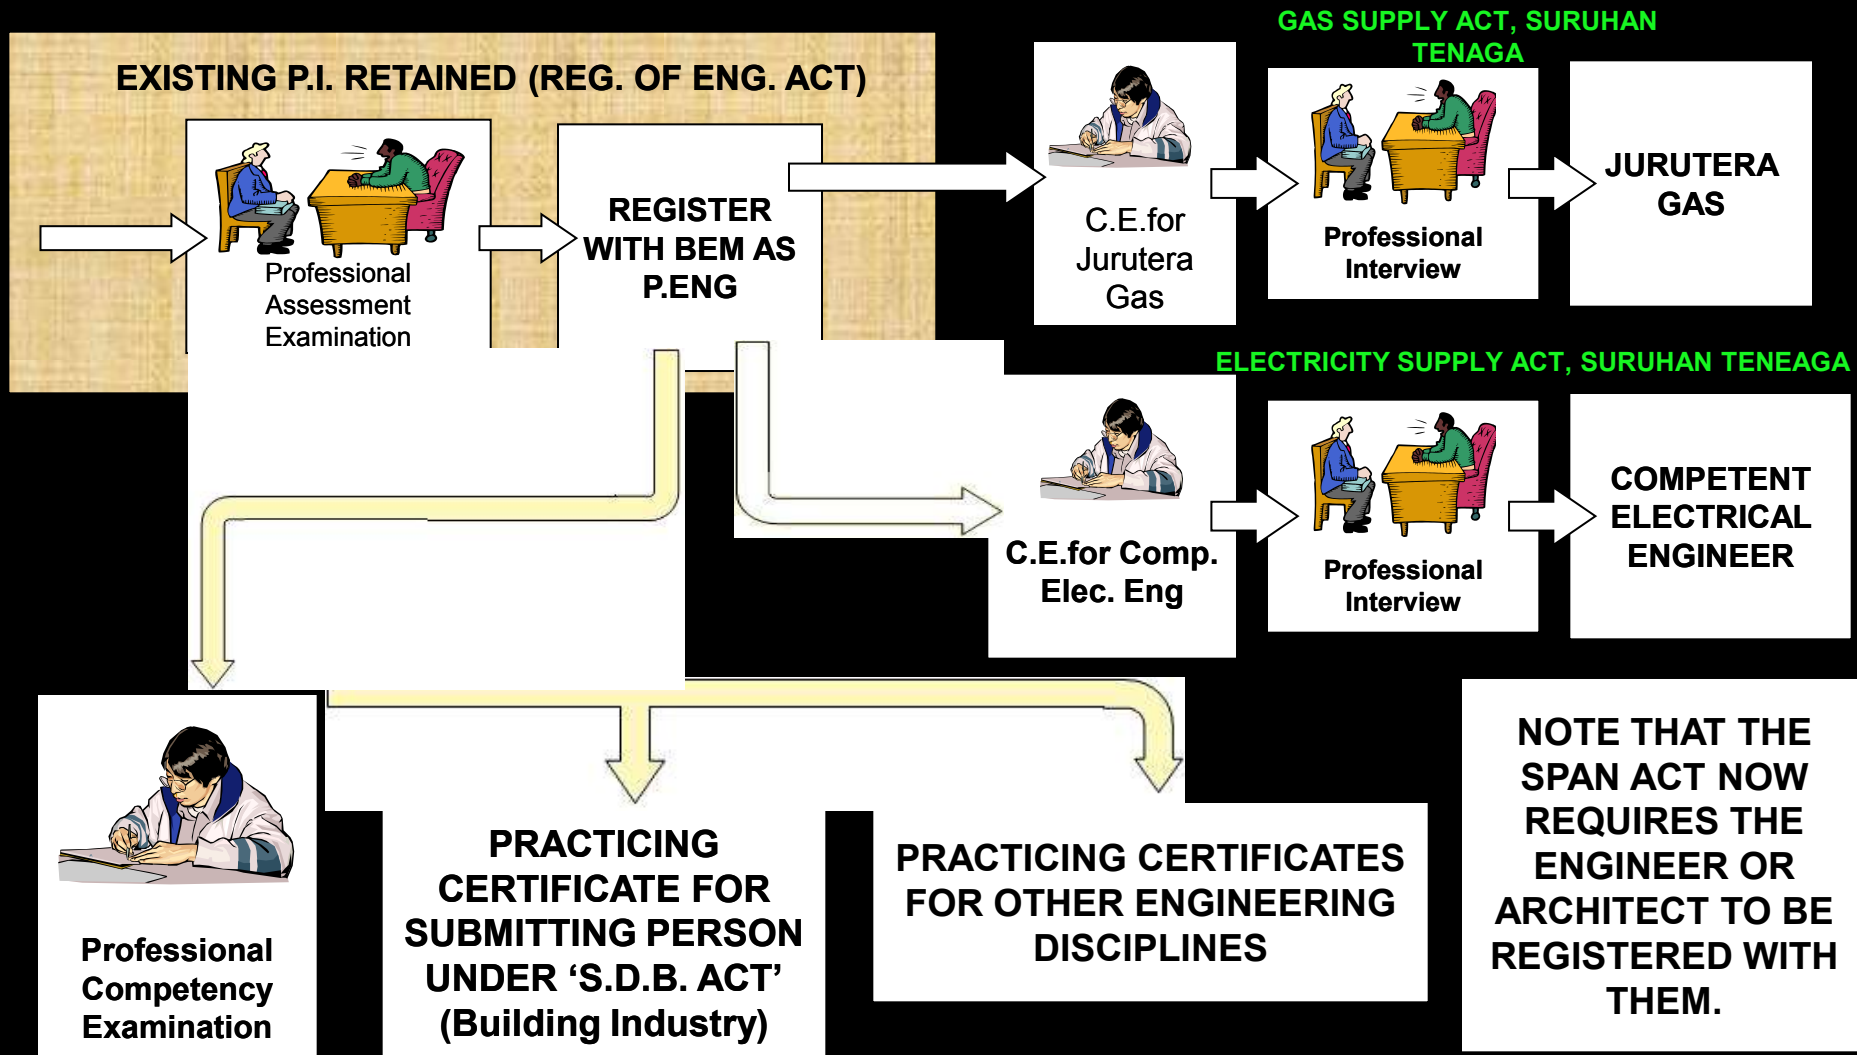 GAS SUPPLY ACT, SURUHAN
TENAGA
EXISTING P.I. RETAINED (REG. OF ENG. ACT)
Professional
Assessment
Examination
REGISTER
WITH BEM AS
P.ENG
C.E.for
Jurutera
Gas
Professional
Interview
JURUTERA
GAS
ELECTRICITY SUPPLY ACT, SURUHAN TENEAGA
C.E.for Comp.
Elec. Eng
Professional
Interview
COMPETENT
ELECTRICAL
ENGINEER
Professional
Competency
Examination
PRACTICING
CERTIFICATE FOR
SUBMITTING PERSON
UNDER ‘S.D.B. ACT’
(Building Industry)
PRACTICING CERTIFICATES
FOR OTHER ENGINEERING
DISCIPLINES
NOTE THAT THE
SPAN ACT NOW
REQUIRES THE
ENGINEER OR
ARCHITECT TO BE
REGISTERED WITH
THEM.